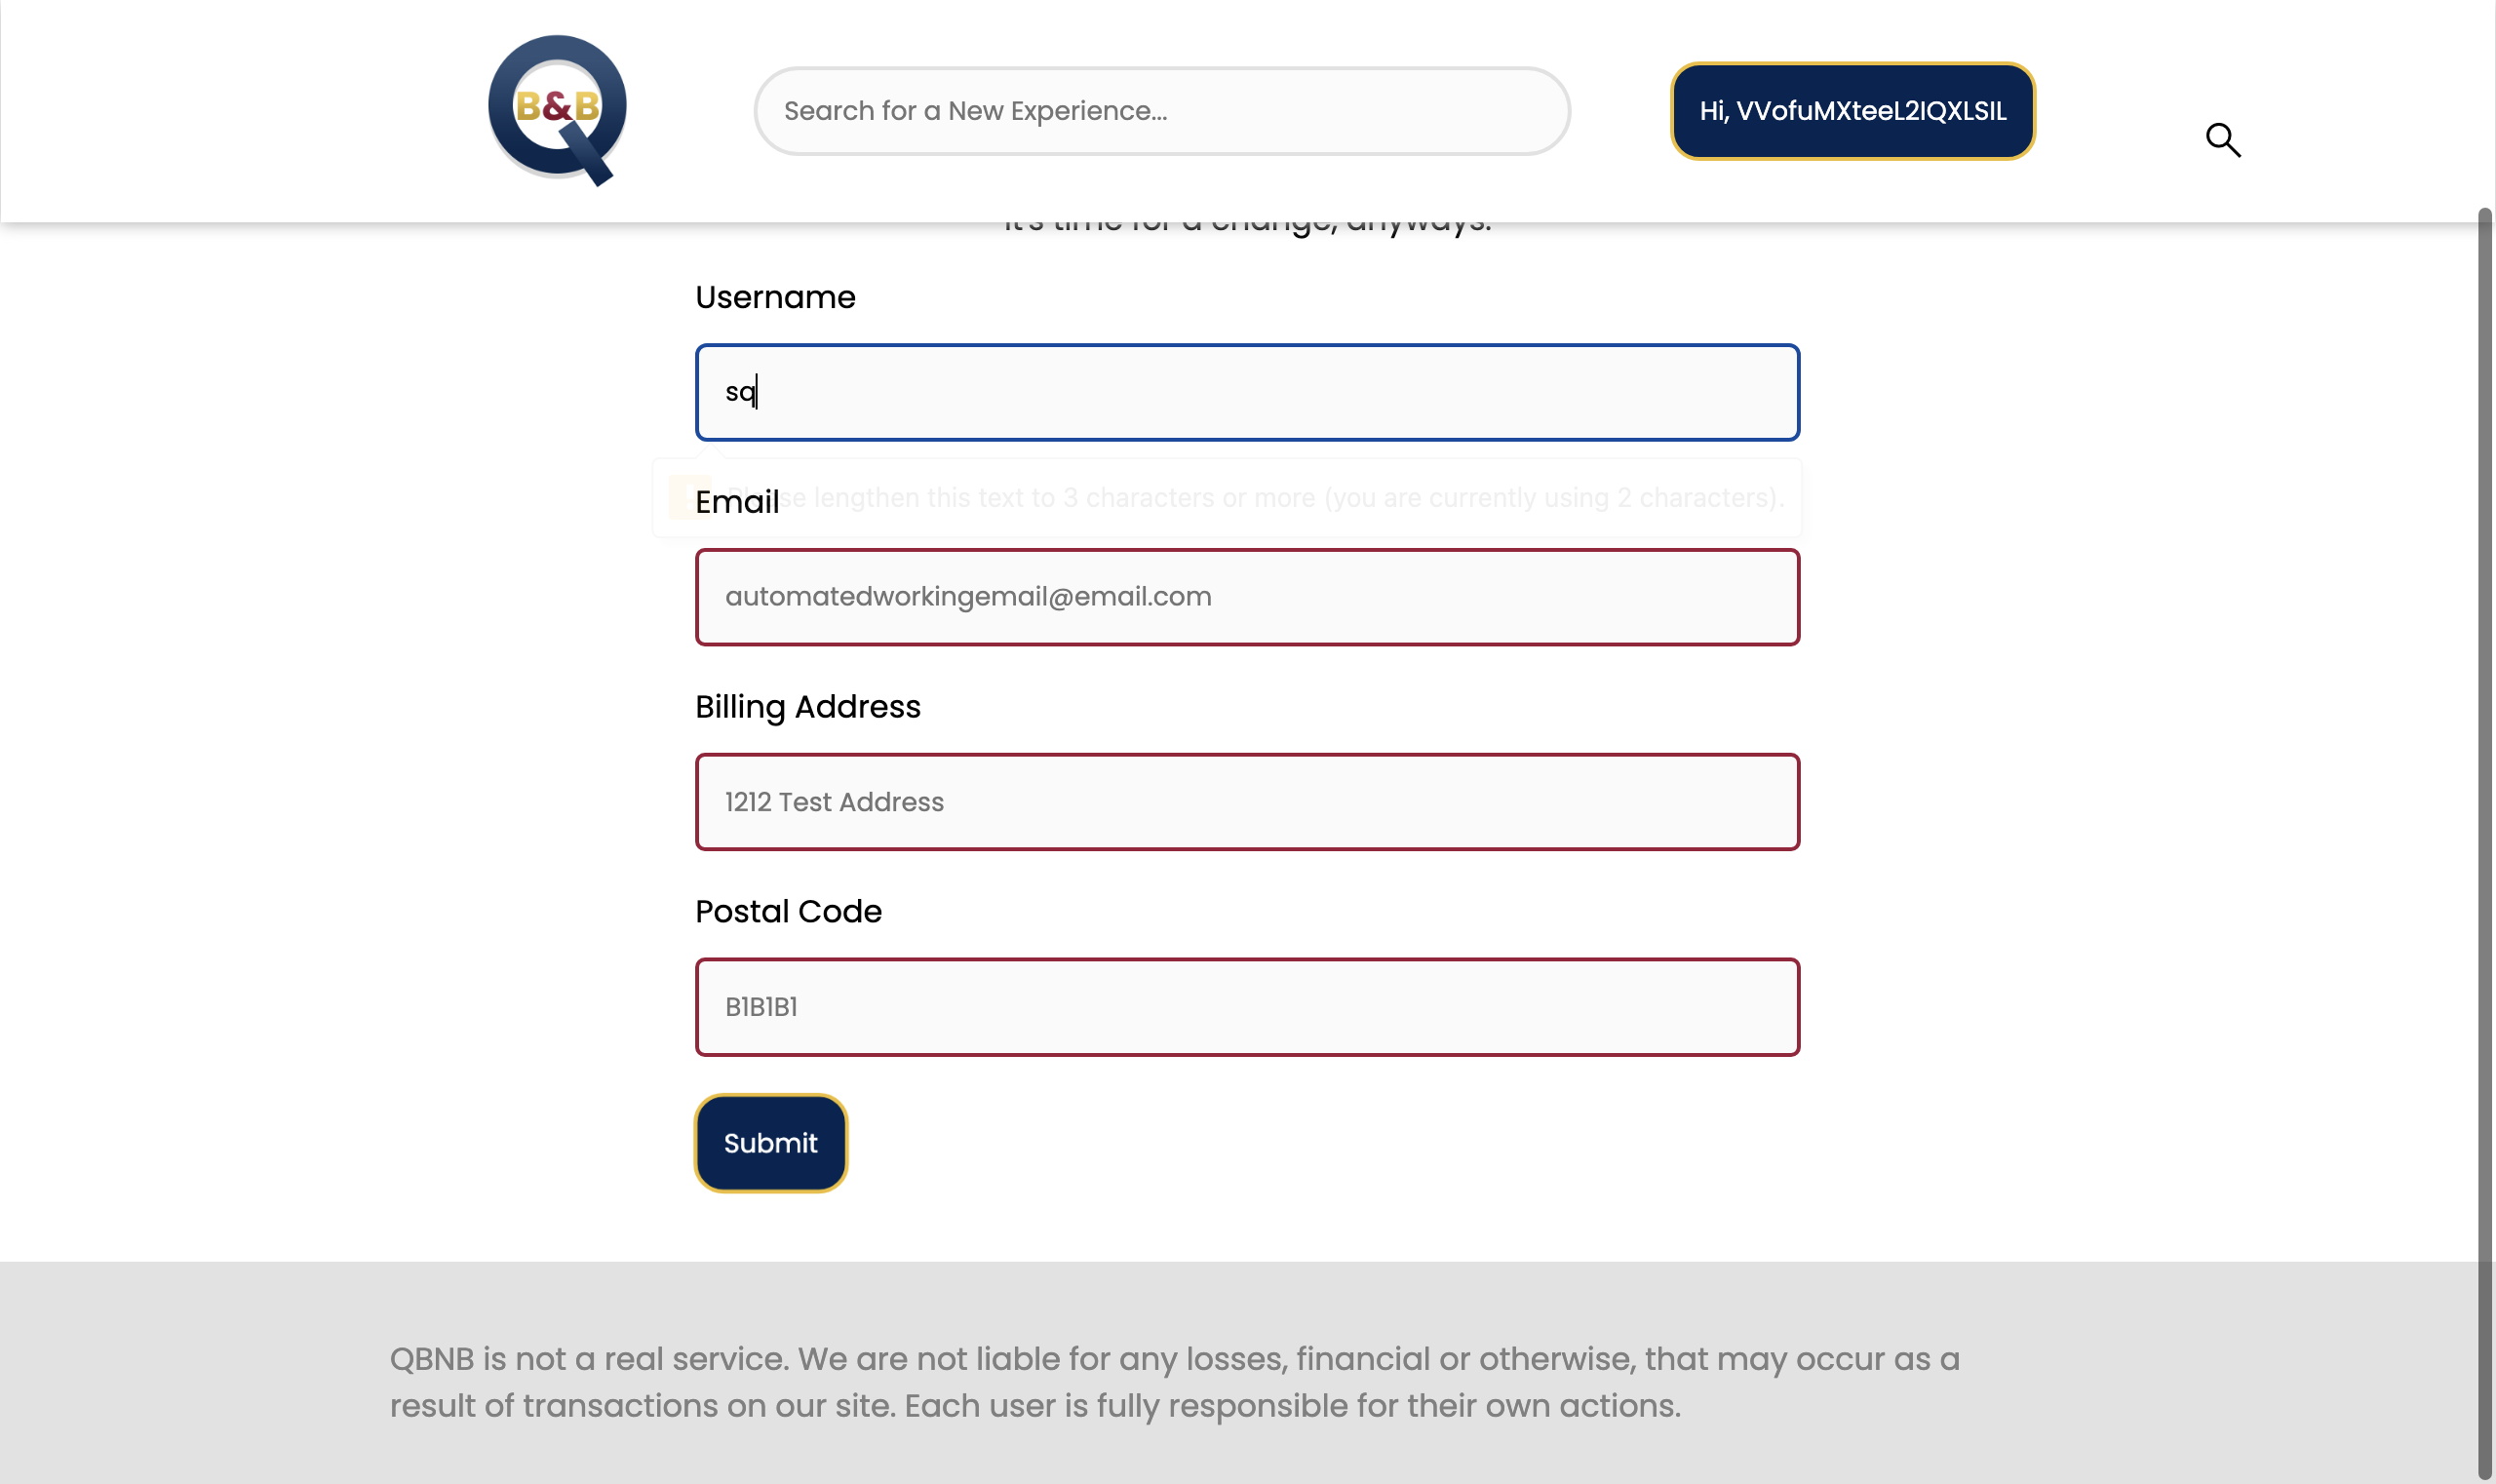 B&B
Search for a New Experience...
Hi, VVofuMXteeL2IQXLSIL
it's time for a change, anyways.
Username
sq
lengthen this text to 3 characters or more (you are currently using 2 characters).
Email
automatedworkingemail@email.com
Billing Address
1212 Test Address
Postal Code
B1B1B1
Submit
QBNB is not a real service. We are not liable for any losses, financial or otherwise, that may occur as a
result of transactions on our site. Each user is fully responsible for their own actions.